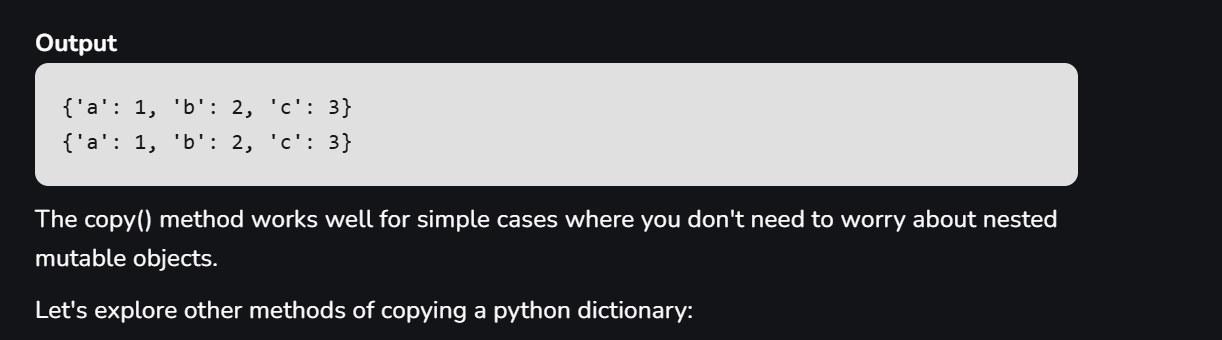 Output
{'a': 1, 'b': 2, 'c': 3}
{'a': 1, 'b': 2, 'c': 3}
The copy() method works well for simple cases where you don't need to worry about nested
mutable objects.
Let's explore other methods of copying a python dictionary: